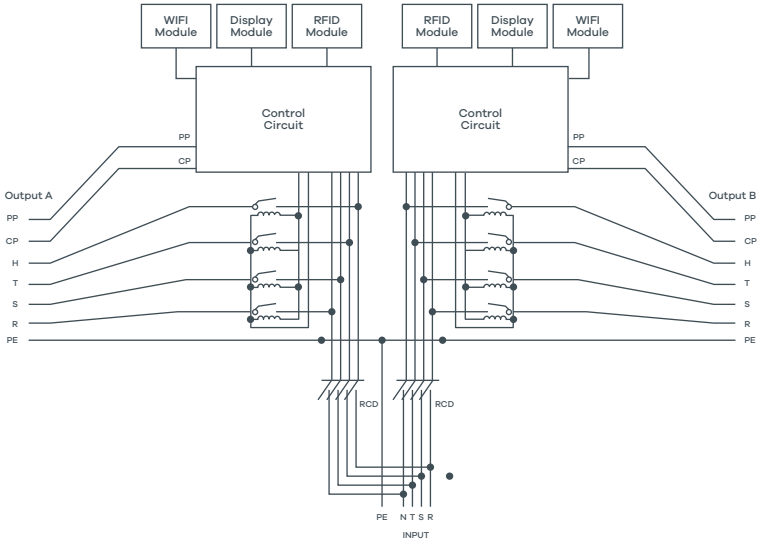 WIFI
Module
Display
Module
RFID
Module
RFID
Module
Display
Module
WIFI
Module
Control
Circuit
Control
Circuit
PP
CP
PP
CP
Output A
PP
CP
H
T
S
R
PE
Output B
PP
CP
H
T
S
R
PE
RCD
RCD
PE N T S R
INPUT